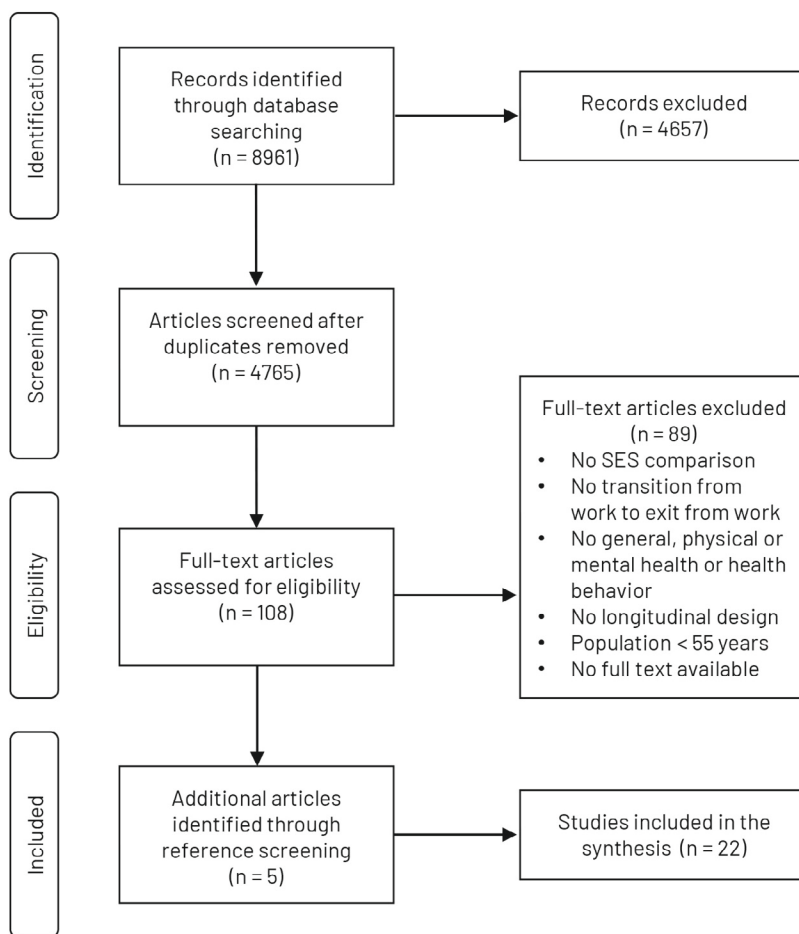 Identification
Records identified
through database
searching
(n = 8961)
Records excluded
(n = 4657)
Screening
Articles screened after
duplicates removed
(n = 4765)
Eligibility
Full-text articles
assessed for eligibility
(n = 108)
Full-text articles excluded
(n = 89)
• No SES comparison
• No transition from
work to exit from work
• No general, physical or
mental health or health
behavior
• No longitudinal design
• Population < 55 years
• No full text available
Included
Additional articles
identified through
reference screening
(n = 5)
Studies included in the
synthesis (n = 22)